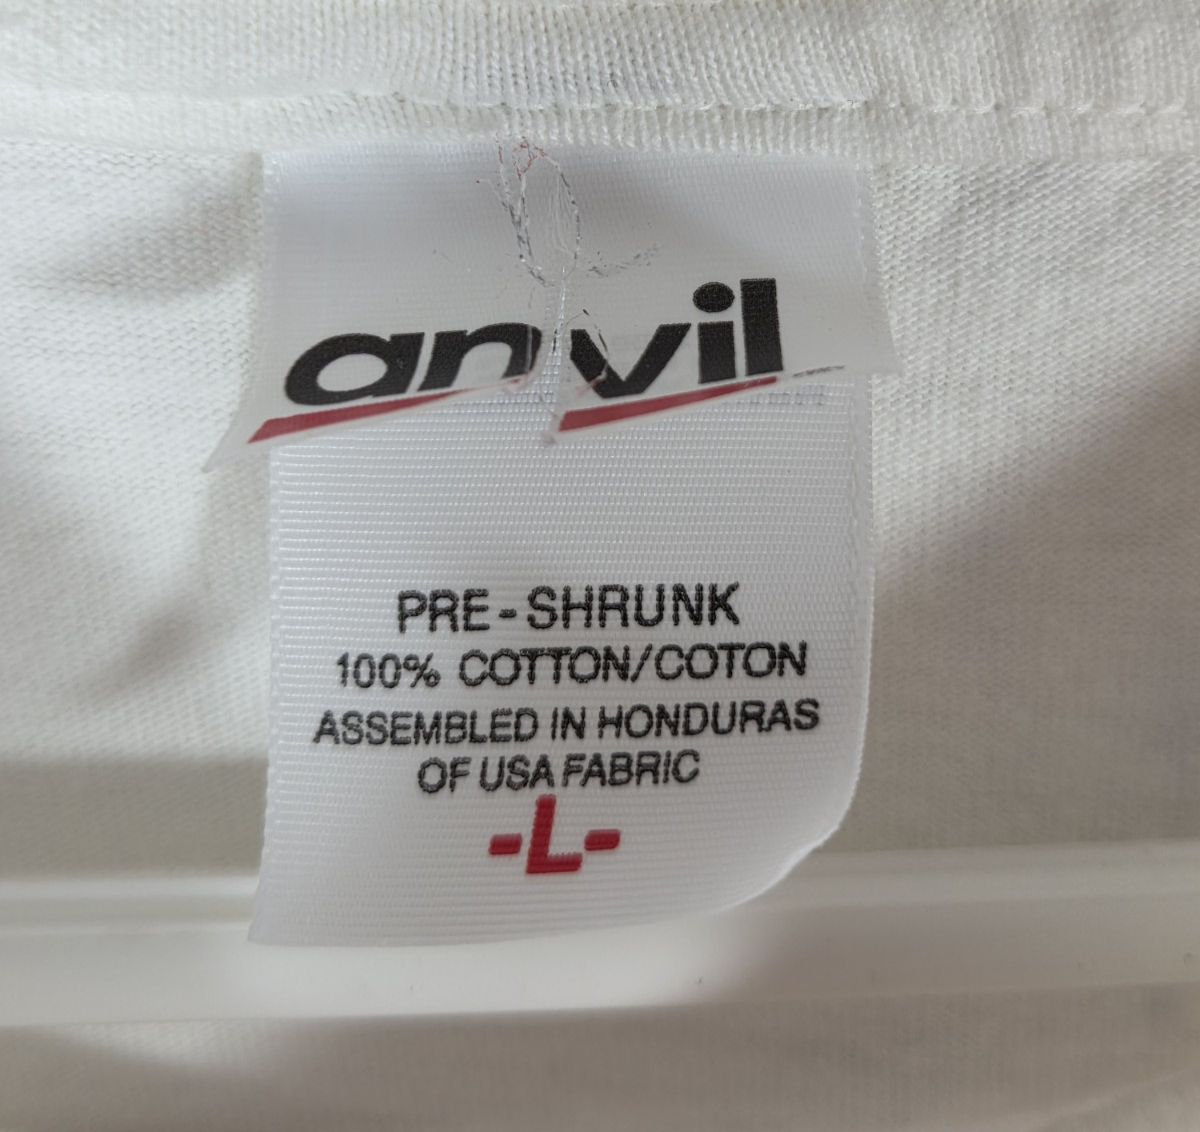 anvil
PRE-SHRUNK
100% COTTON/COTON
ASSEMBLED IN HONDURAS
OF USA FABRIC
-L-